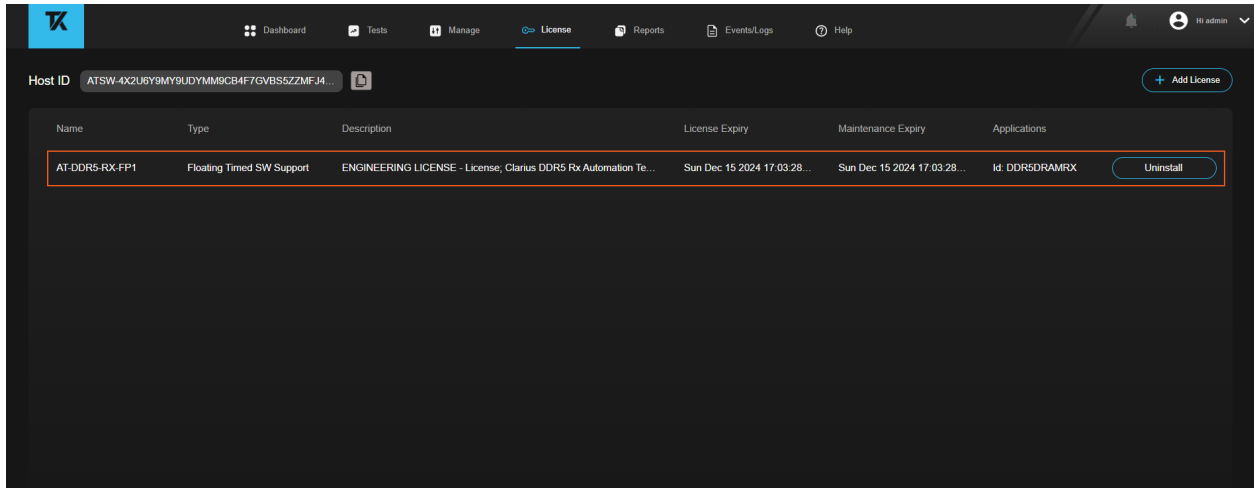 TK
Dashboard Tests Manage License Reports Events/Logs Help Hi admin
Host ID ATSW-4X2U6Y9MY9UDYMM9CB4F7GVBS5ZZMFJ4... + Add License
Name Type Description License Expiry Maintenance Expiry Applications
AT-DDR5-RX-FP1 Floating Timed SW Support ENGINEERING LICENSE - License; Clarius DDR5 Rx Automation Te... Sun Dec 15 2024 17:03:28... Sun Dec 15 2024 17:03:28... Id: DDR5DRAMRX Uninstall